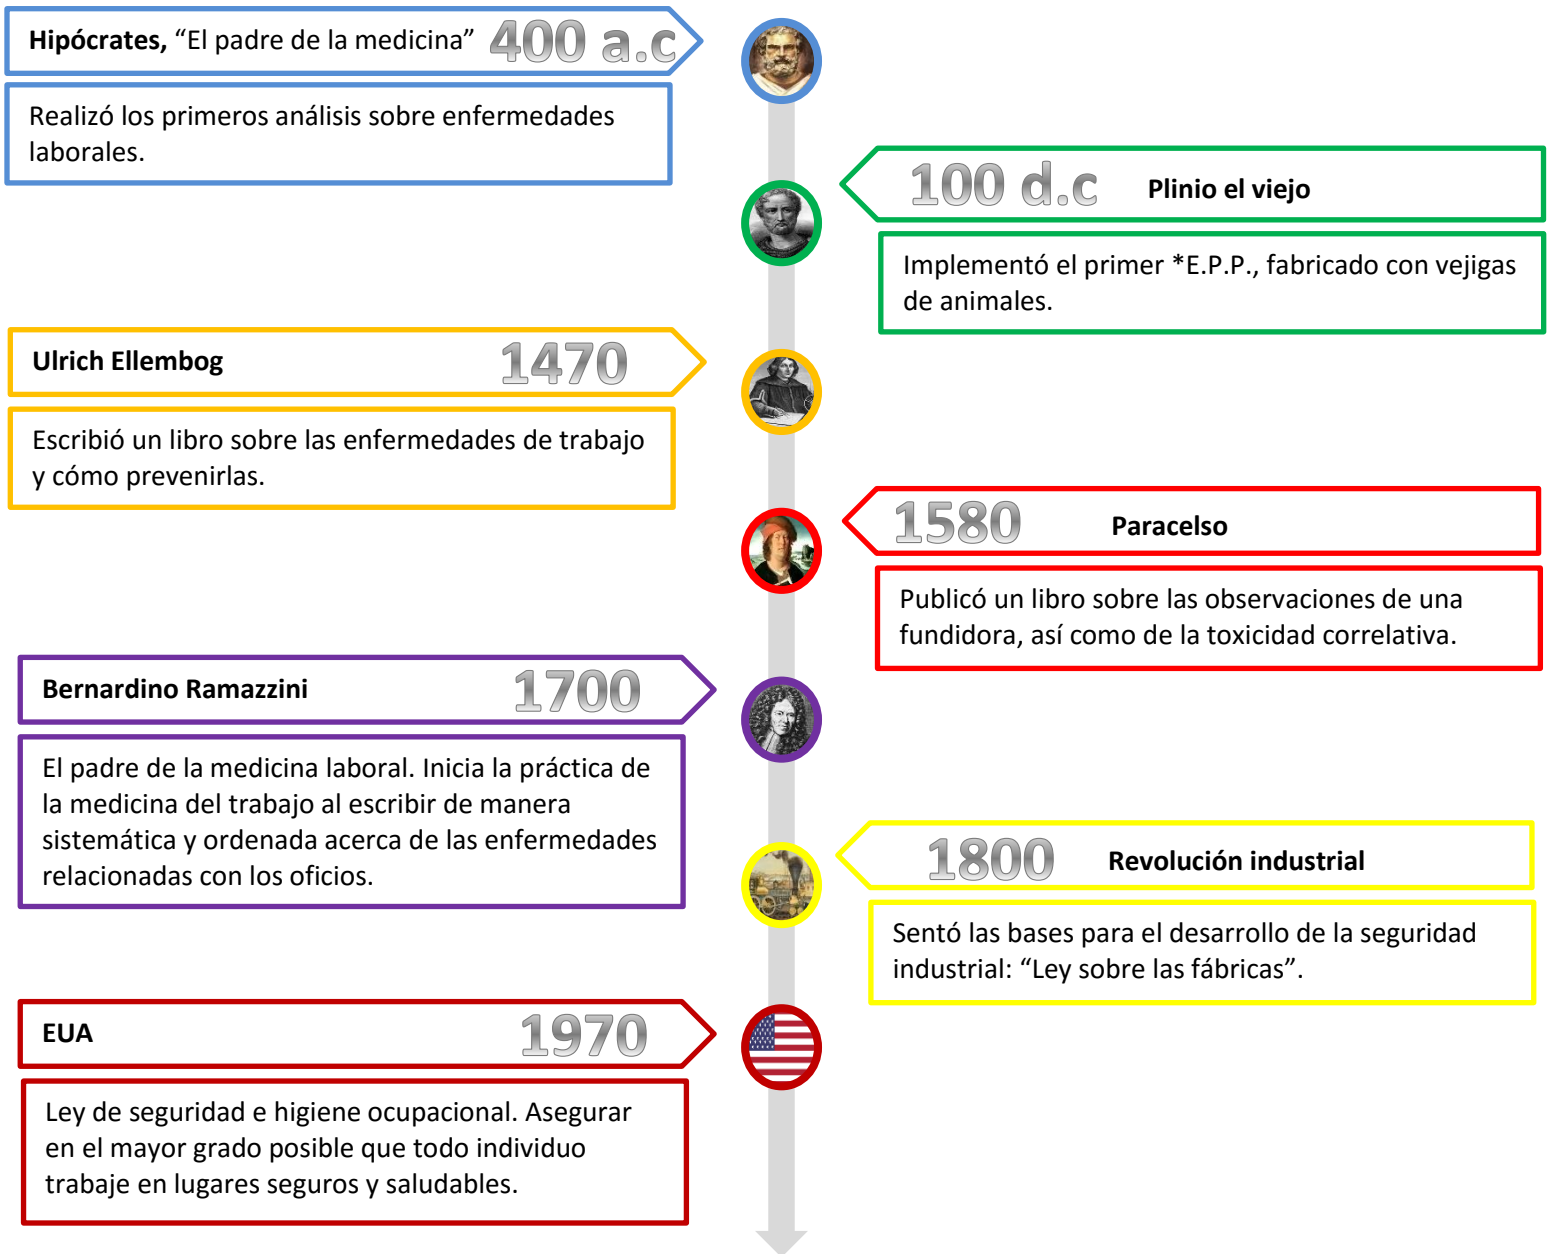 Hipócrates, “El padre de la medicina” 400 a.c
Realizó los primeros análisis sobre enfermedades
laborales.
100 d.c Plinio el viejo
Implementó el primer *E.P.P., fabricado con vejigas
de animales.
Ulrich Ellembog 1470
Escribió un libro sobre las enfermedades de trabajo
y cómo prevenirlas.
1580 Paracelso
Publicó un libro sobre las observaciones de una
fundidora, así como de la toxicidad correlativa.
Bernardino Ramazzini 1700
El padre de la medicina laboral. Inicia la práctica de
la medicina del trabajo al escribir de manera
sistemática y ordenada acerca de las enfermedades
relacionadas con los oficios.
1800 Revolución industrial
Sentó las bases para el desarrollo de la seguridad
industrial: “Ley sobre las fábricas”.
EUA 1970
Ley de seguridad e higiene ocupacional. Asegurar
en el mayor grado posible que todo individuo
trabaje en lugares seguros y saludables.